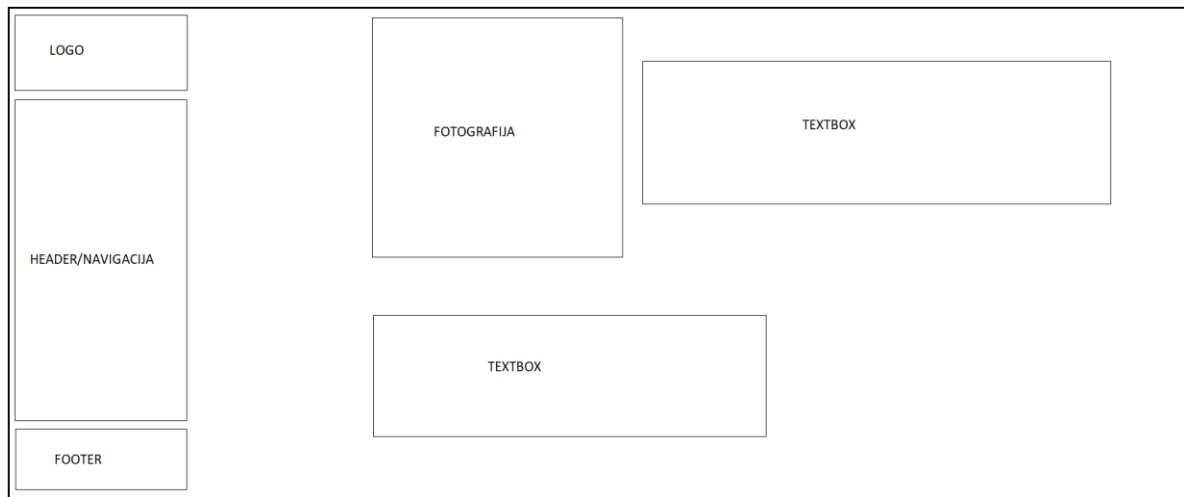 LOGO
HEADER/NAVIGACIJA
FOOTER
FOTOGRAFIJA
TEXTBOX
TEXTBOX